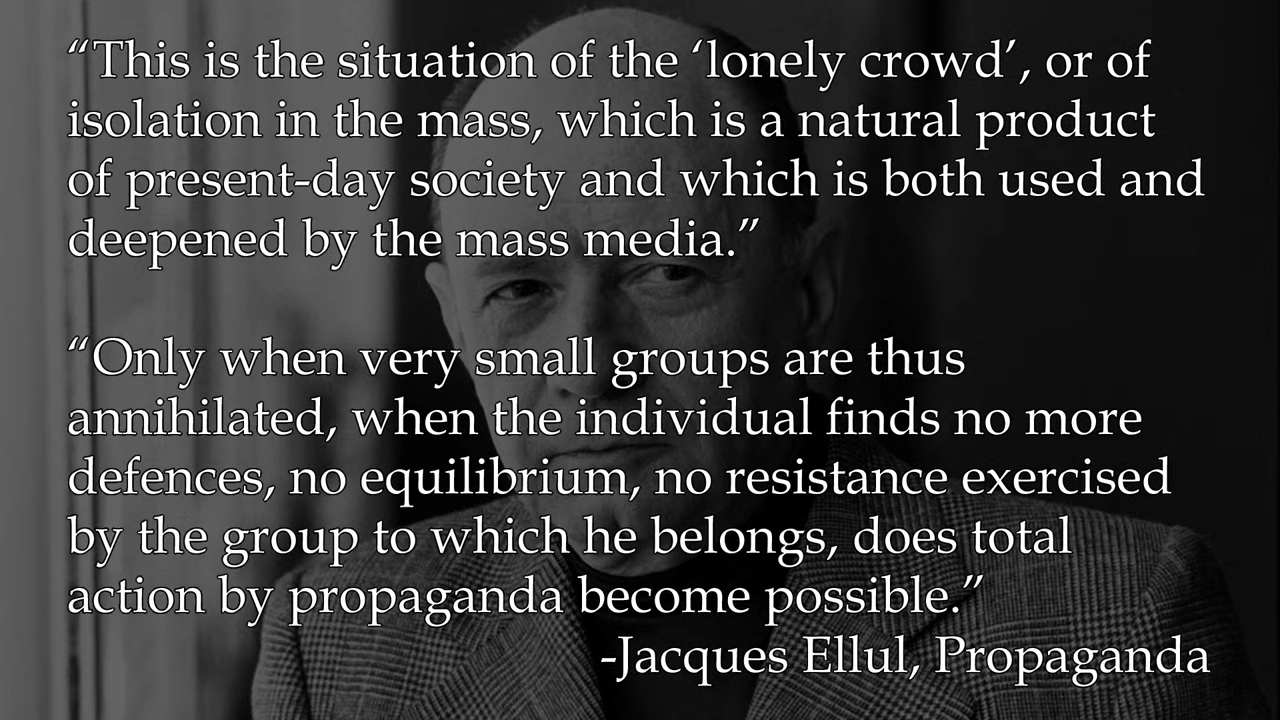 “This is the situation of the ‘lonely crowd’, or of
isolation in the mass, which is a natural product
of present-day society and which is both used and
deepened by the mass media.”
“Only when very small groups are thus
annihilated, when the individual finds no more
defences, no equilibrium, no resistance exercised
by the group to which he belongs, does total
action by propaganda become possible.”
-Jacques Ellul, Propaganda